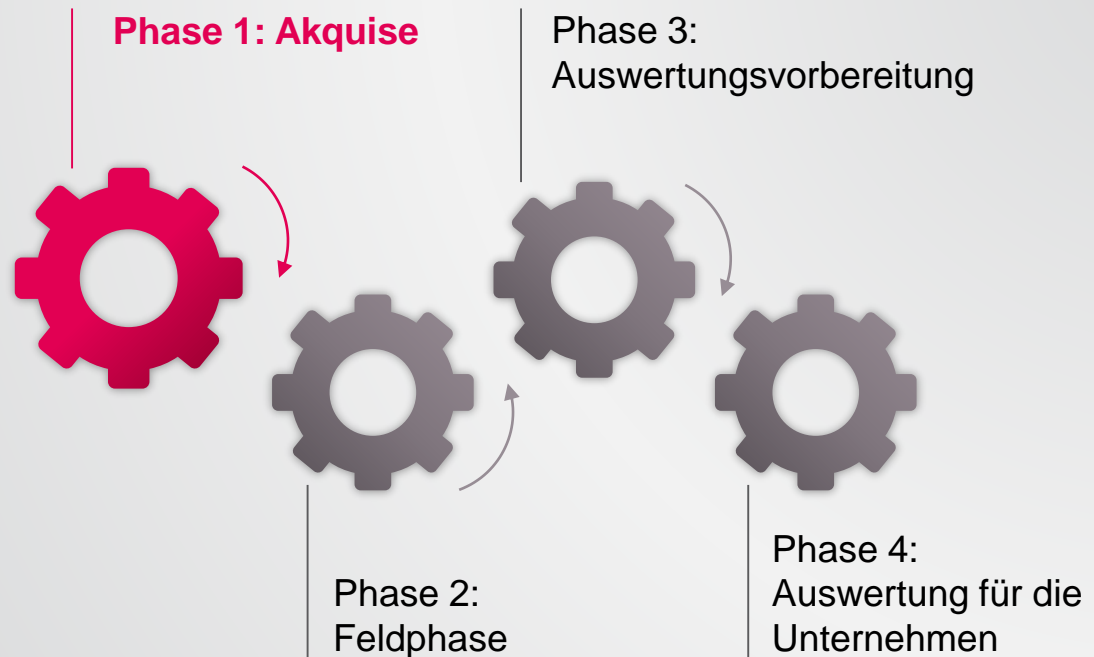 Phase 1: Akquise
Phase 2:
Feldphase
Phase 3:
Auswertungsvorbereitung
Phase 4:
Auswertung für die
Unternehmen